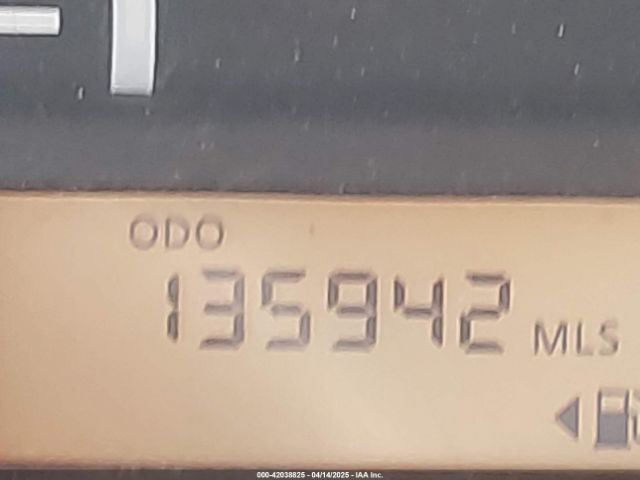 ODO
135942 MLS
000-42038825 - 04/14/2025 - IAA Inc.